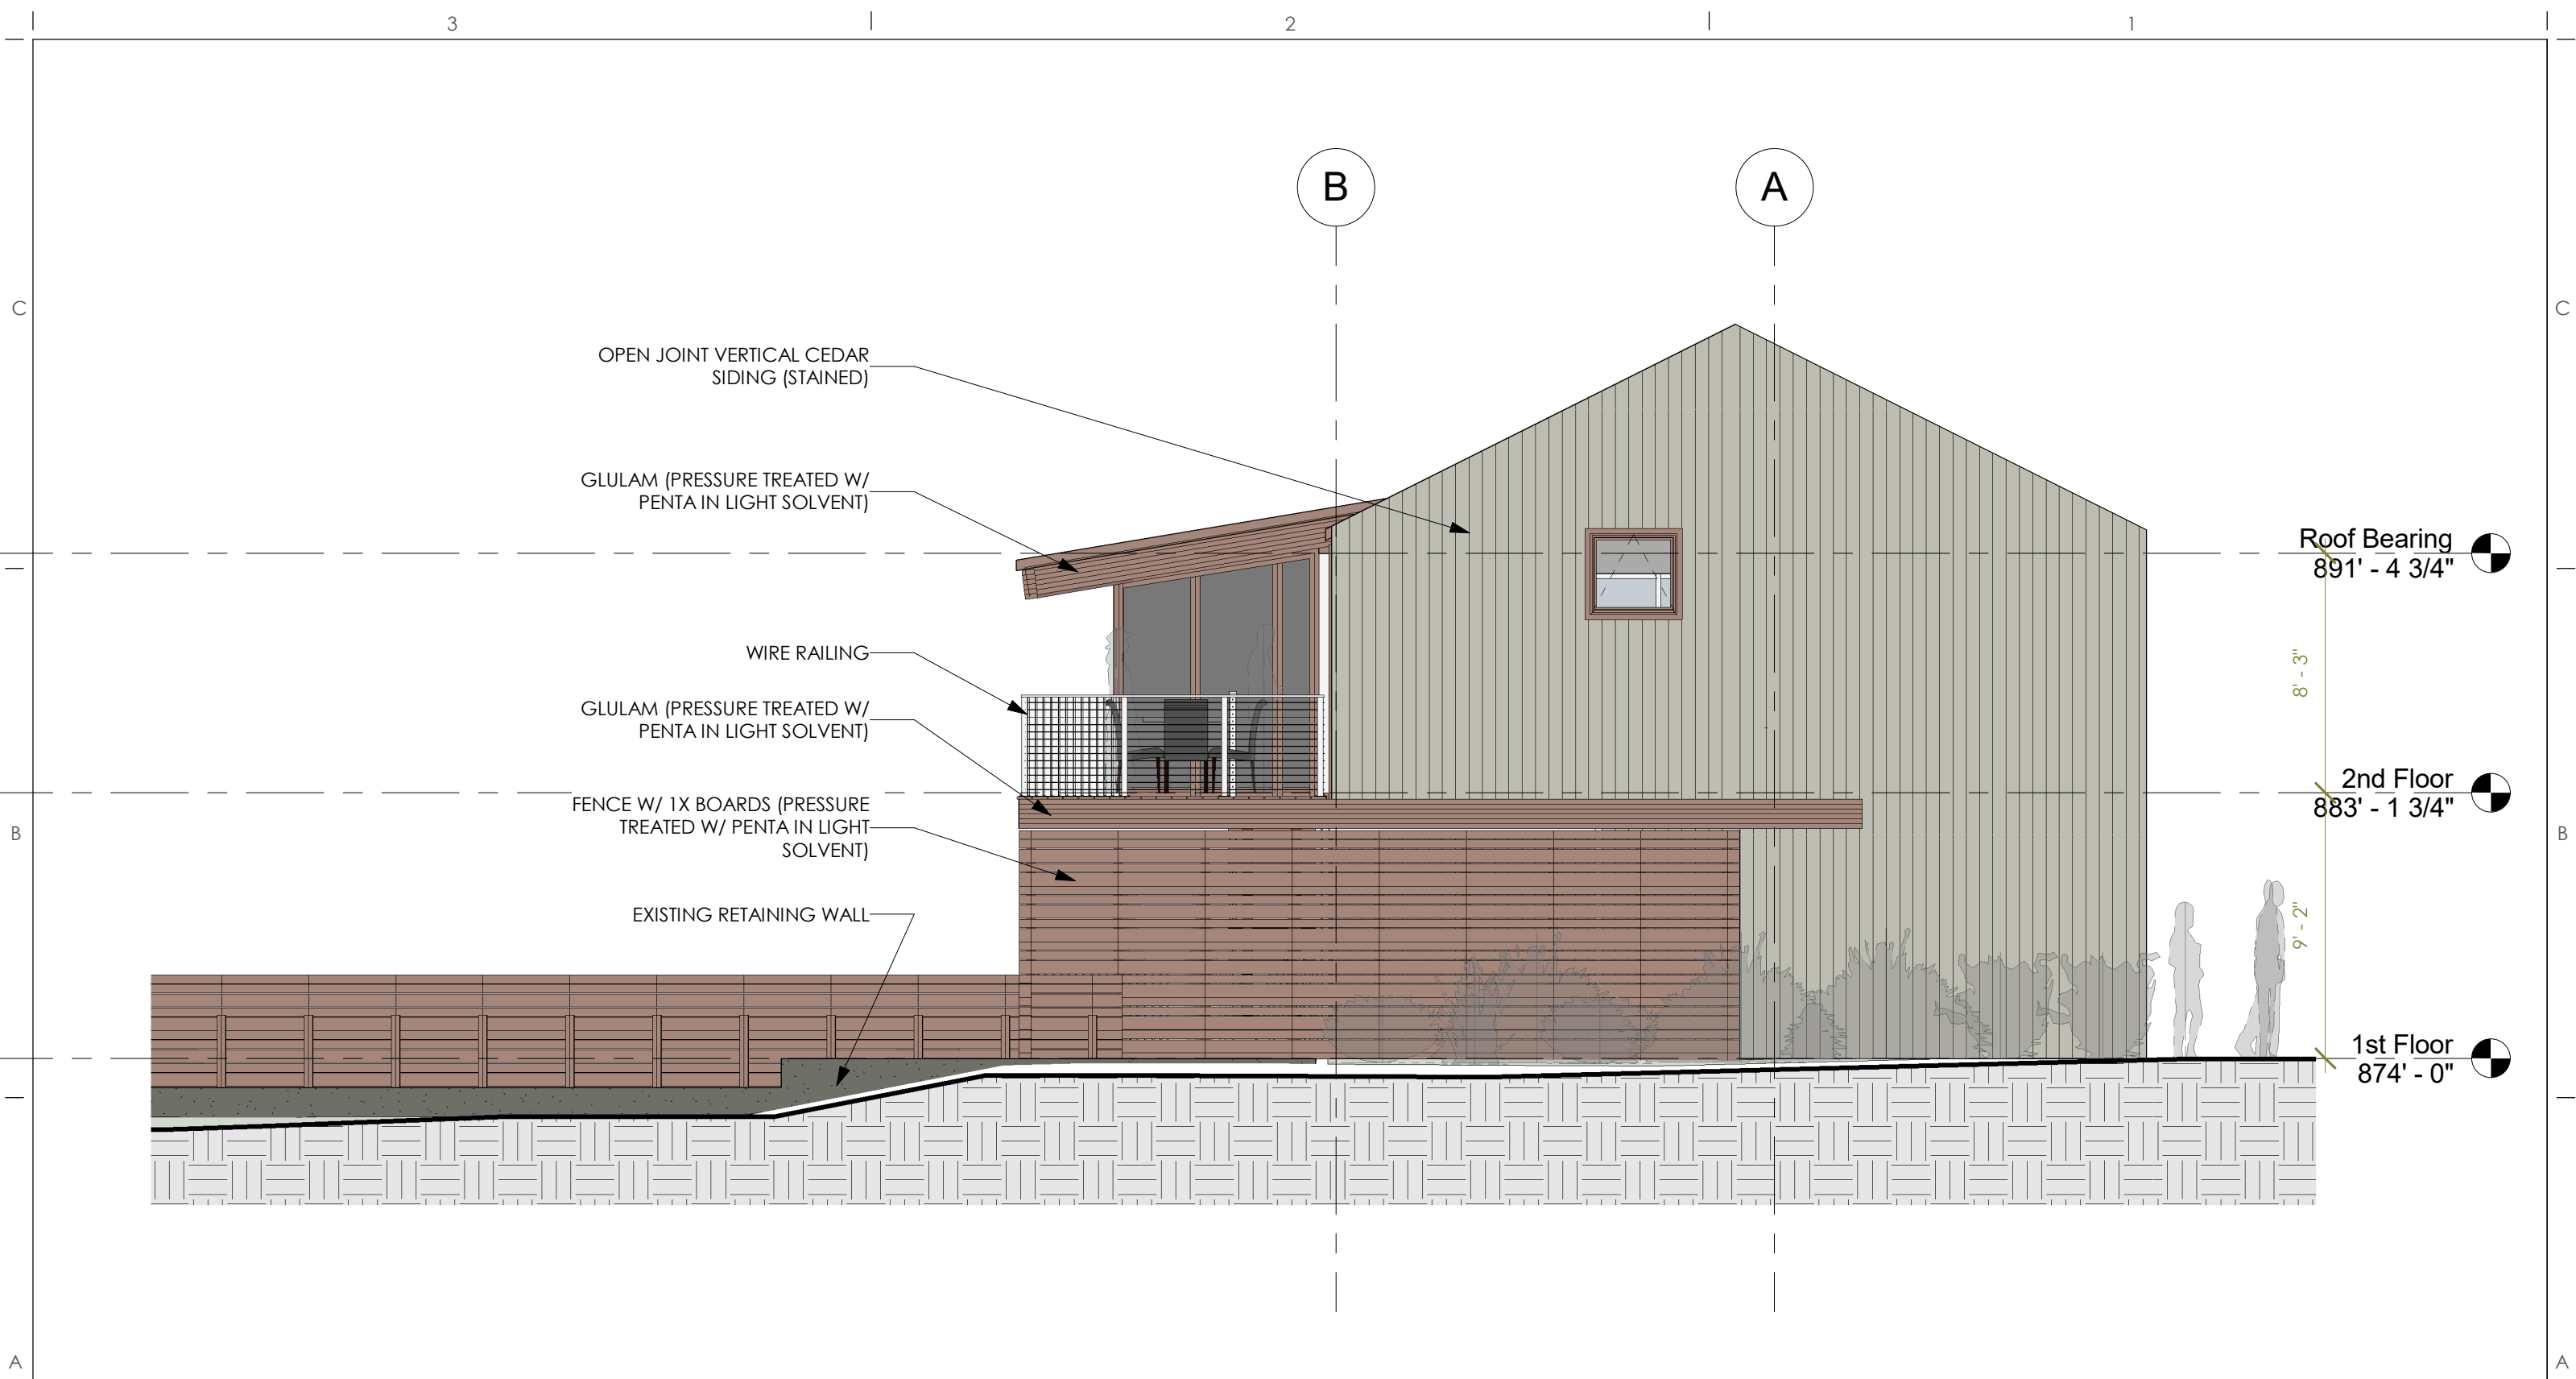 3
2
1
B
A
C
C
OPEN JOINT VERTICAL CEDAR
SIDING (STAINED)
GLULAM (PRESSURE TREATED W/
PENTA IN LIGHT SOLVENT)
Roof Bearing
891' - 4 3/4"
WIRE RAILING
8' - 3"
GLULAM (PRESSURE TREATED W/
PENTA IN LIGHT SOLVENT)
2nd Floor
883' - 1 3/4"
FENCE W/ 1X BOARDS (PRESSURE
TREATED W/ PENTA IN LIGHT
SOLVENT)
B
B
EXISTING RETAINING WALL
9' - 2"
1st Floor
874' - 0"
A
A